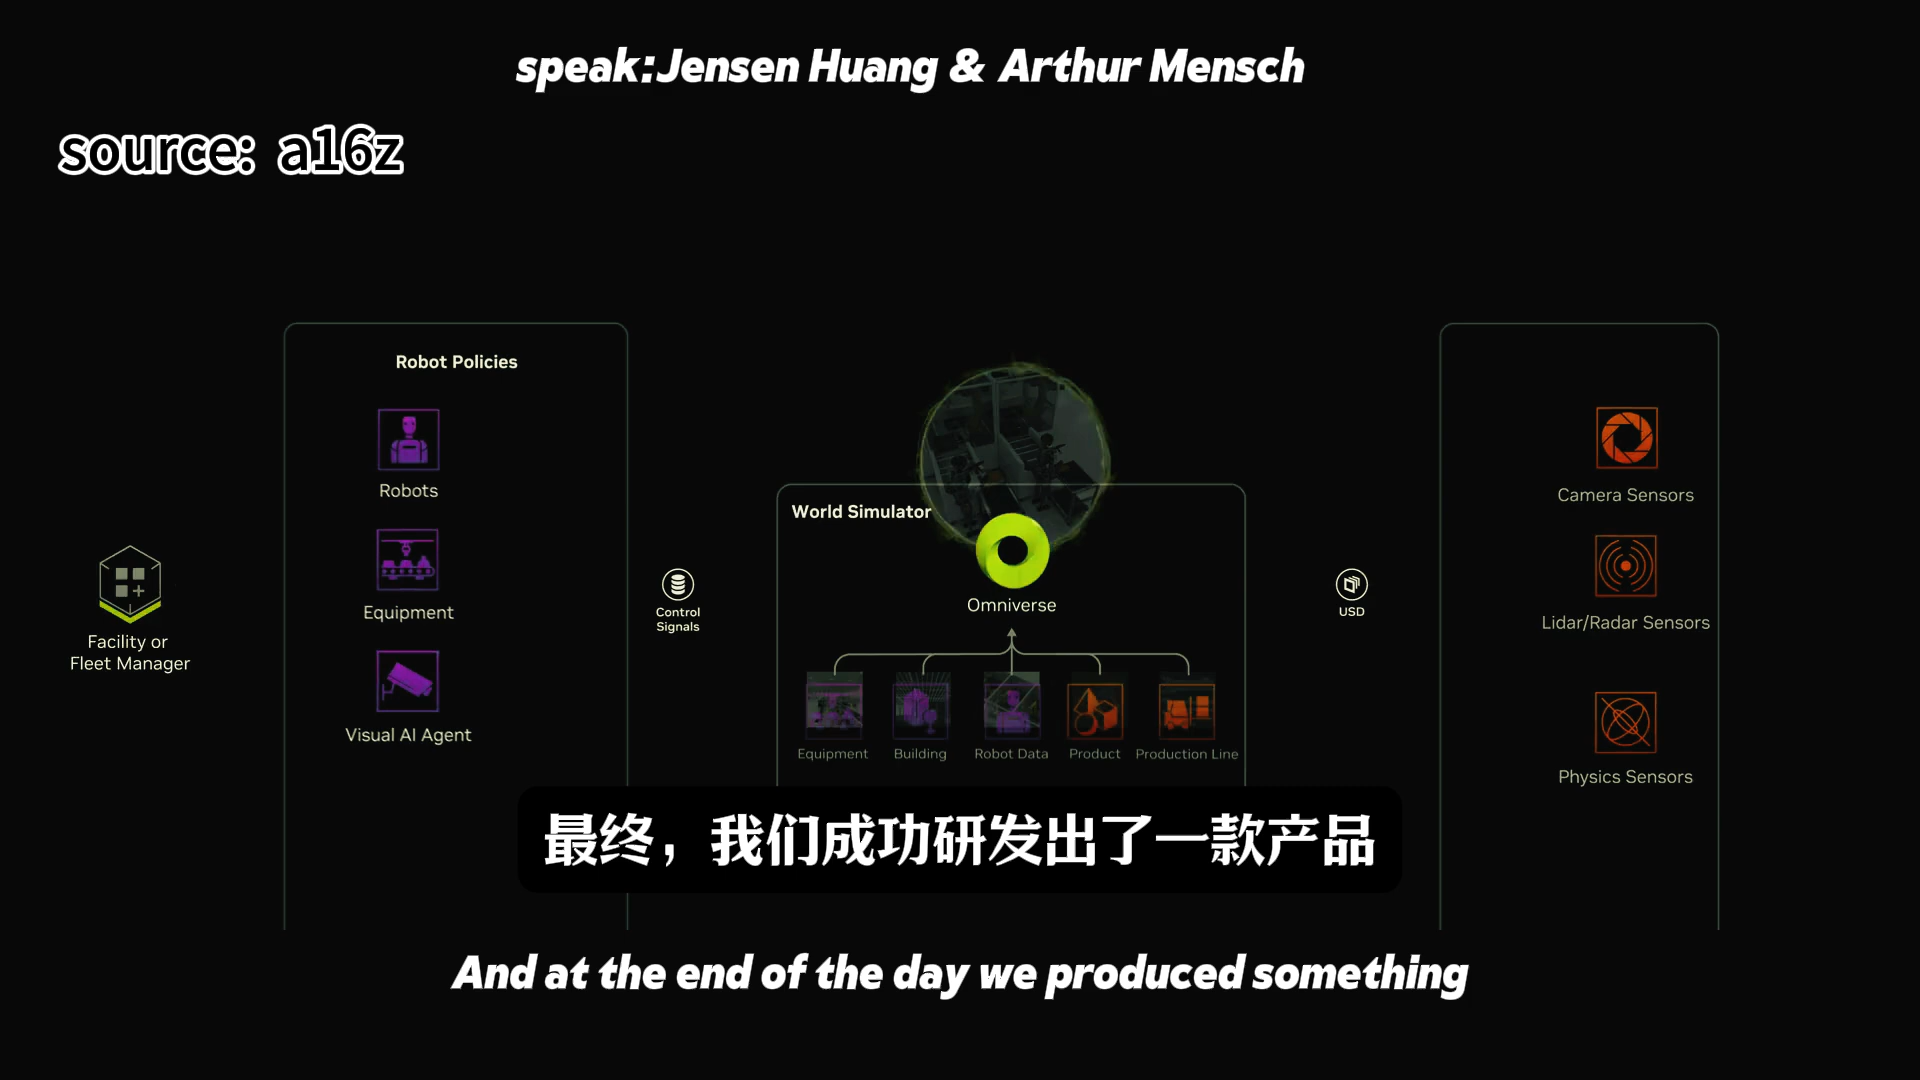 speak:Jensen Huang & Arthur Mensch
source: a16z
Robot Policies
Robots
Equipment
Visual AI Agent
Facility or
Fleet Manager
Control
Signals
World Simulator
Omniverse
Equipment
Building
Robot Data
Product
Production Line
USD
Camera Sensors
Lidar/Radar Sensors
Physics Sensors
最终，我们成功研发出了一款产品
And at the end of the day we produced something